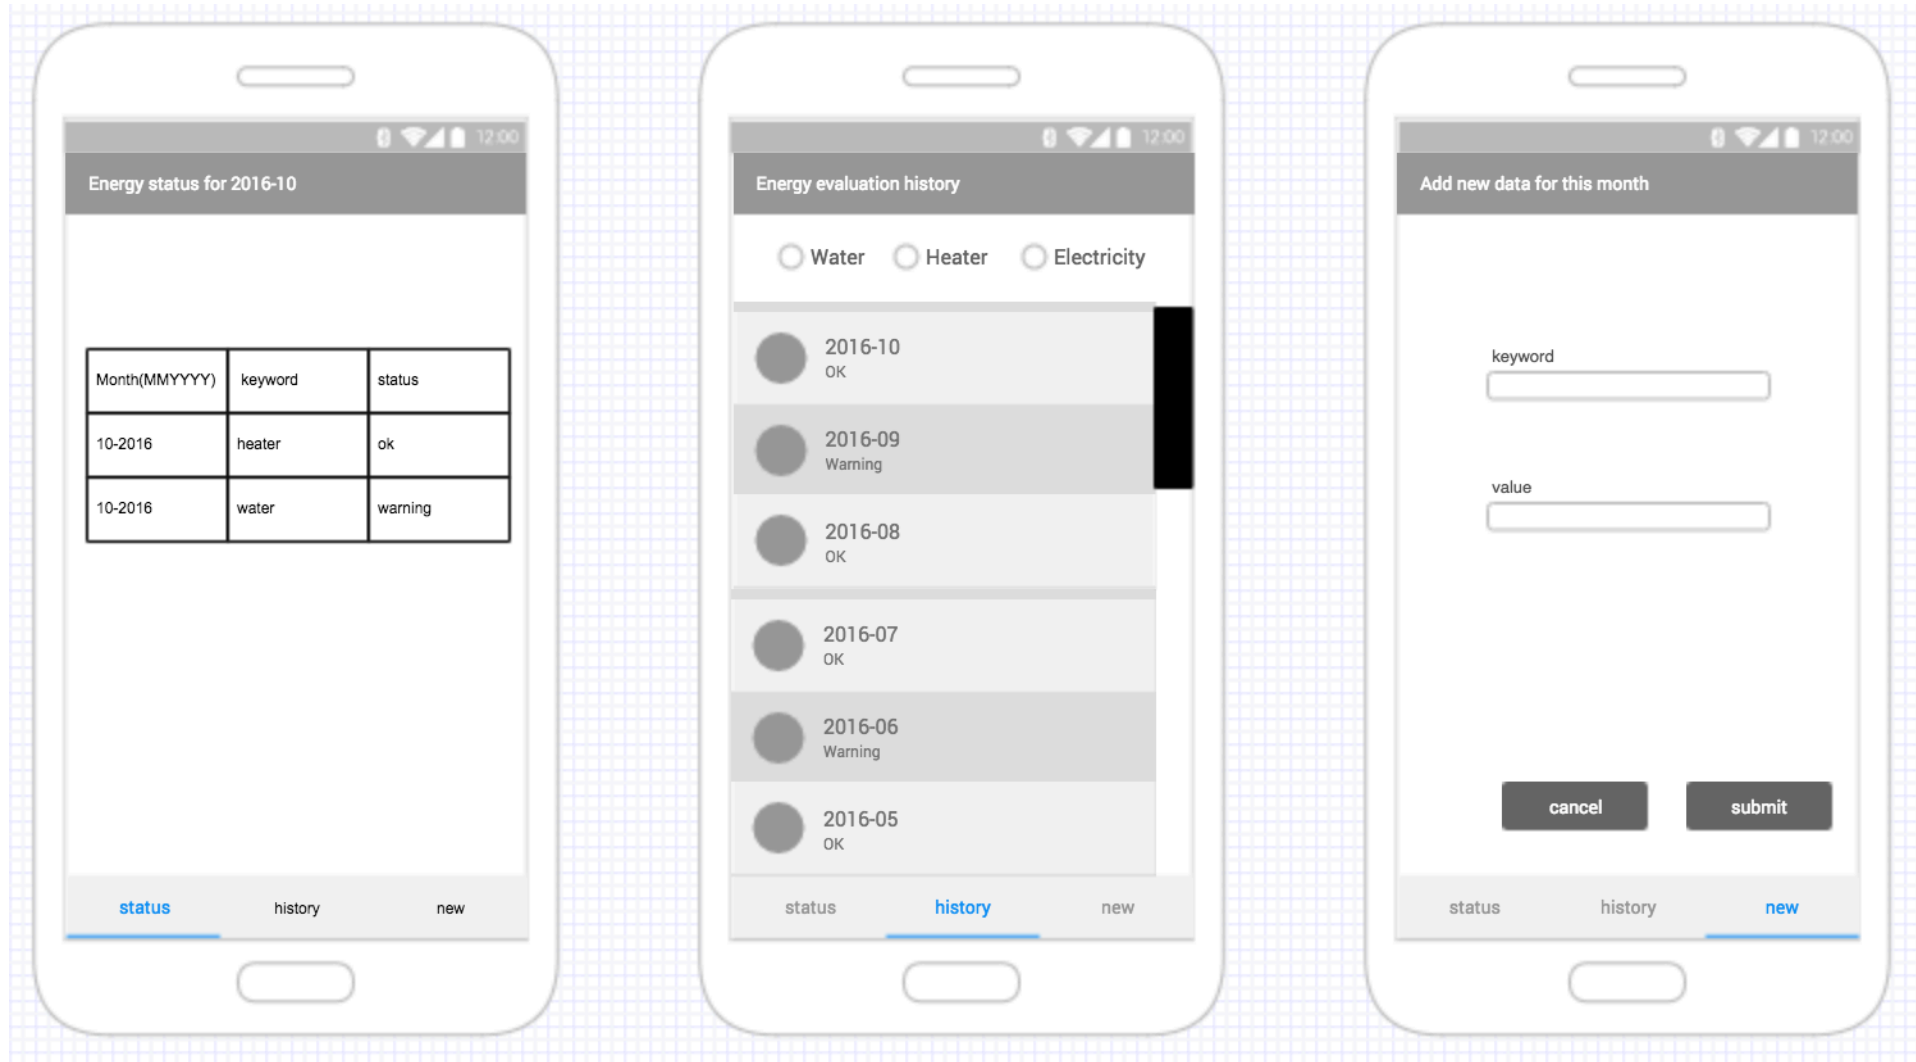 12:00
Energy status for 2016-10
Month(MMYYYY) keyword status
10-2016 heater ok
10-2016 water warning
status history new
12:00
Energy evaluation history
Water Heater Electricity
2016-10
OK
2016-09
Warning
2016-08
OK
2016-07
OK
2016-06
Warning
2016-05
OK
status history new
12:00
Add new data for this month
keyword
value
cancel submit
status history new